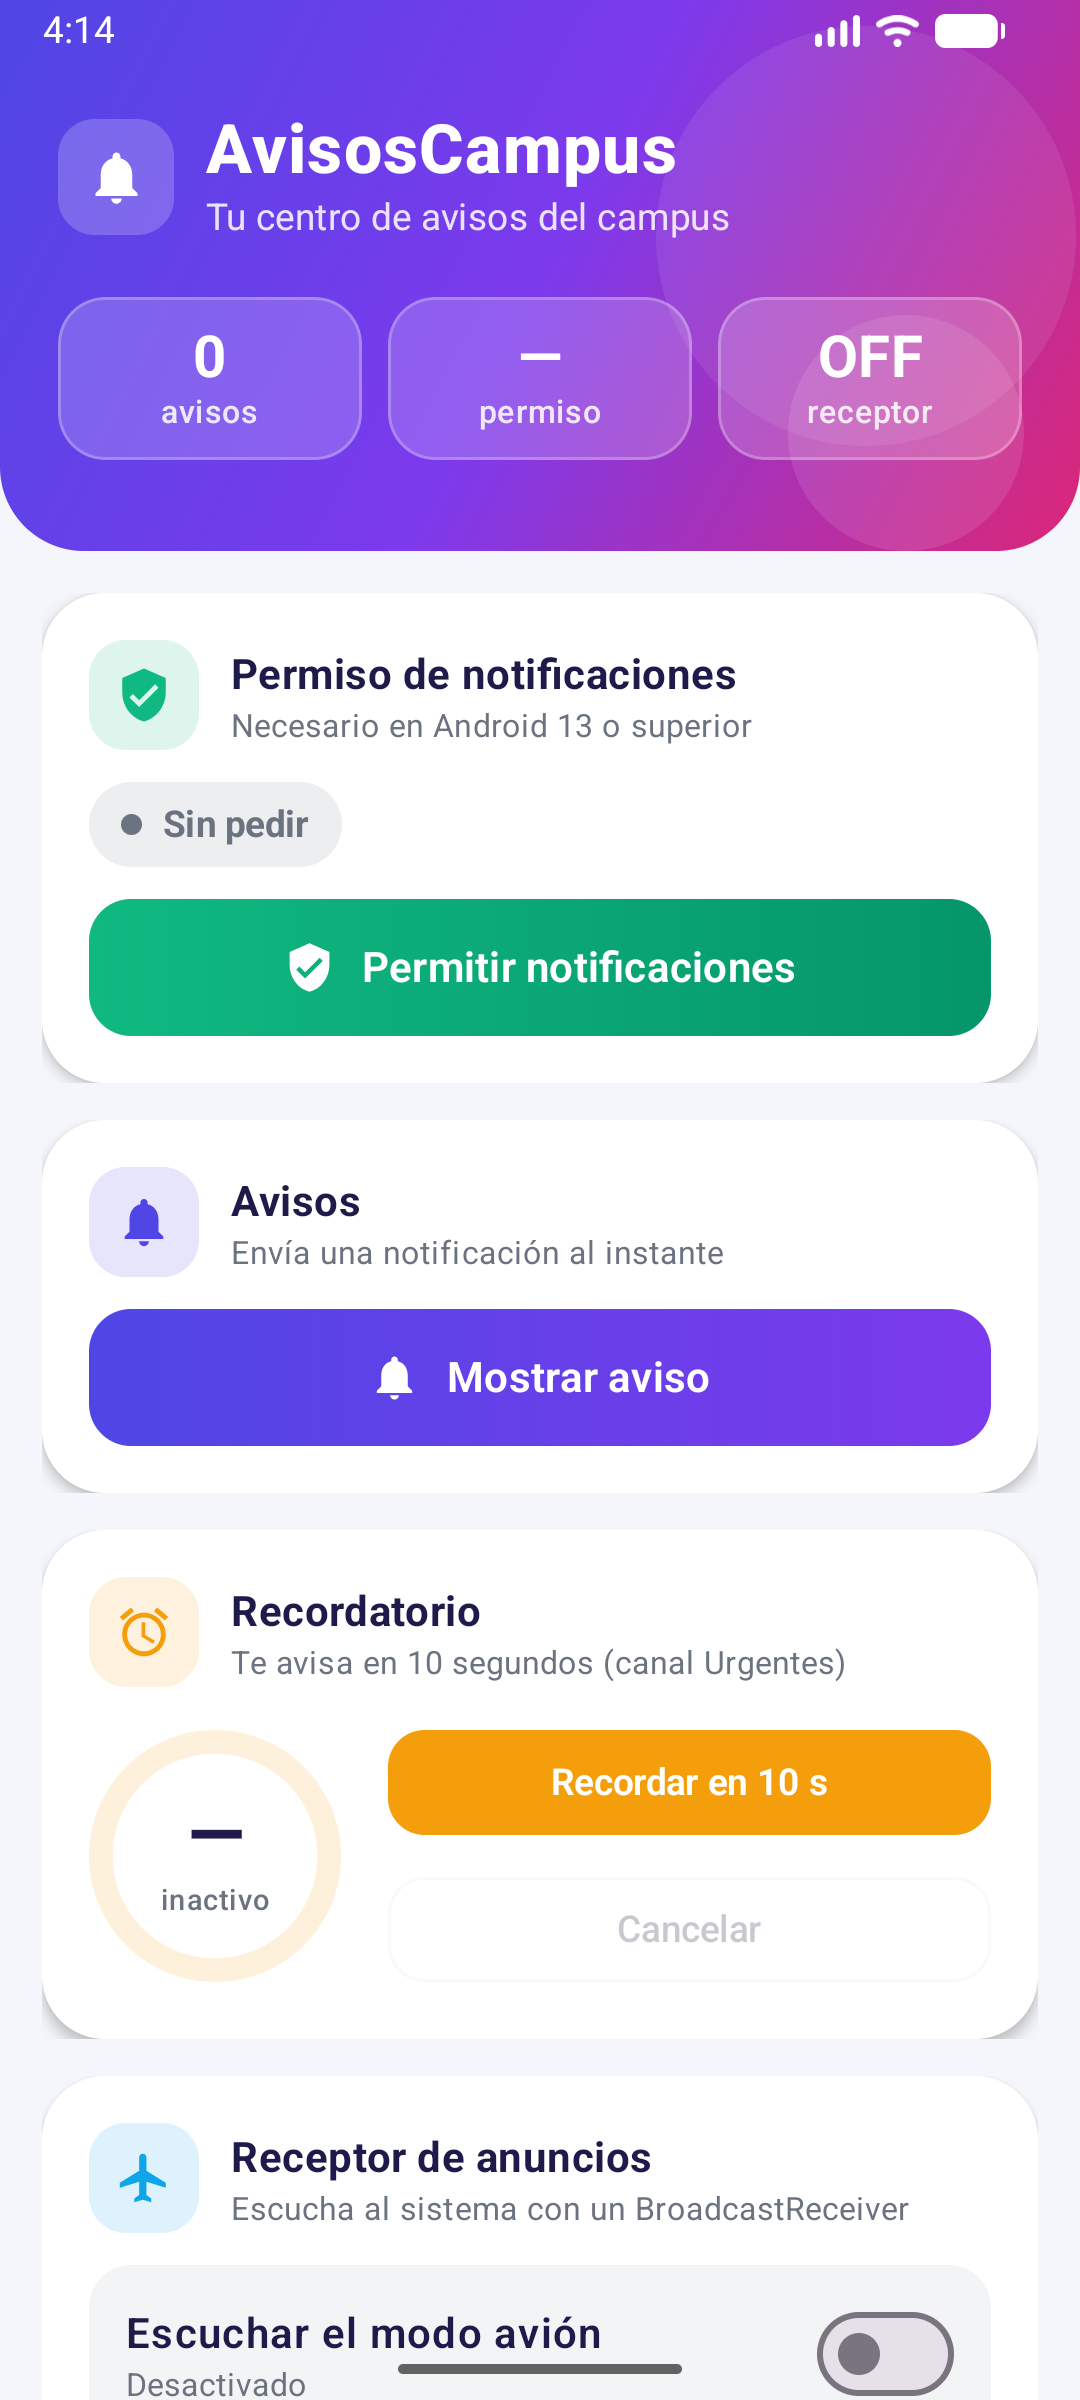 4:14
AvisosCampus
Tu centro de avisos del campus
0
avisos
—
permiso
OFF
receptor
Permiso de notificaciones
Necesario en Android 13 o superior
Sin pedir
Permitir notificaciones
Avisos
Envía una notificación al instante
Mostrar aviso
Recordatorio
Te avisa en 10 segundos (canal Urgentes)
—
inactivo
Recordar en 10 s
Cancelar
Receptor de anuncios
Escucha al sistema con un BroadcastReceiver
Escuchar el modo avión
Desactivado